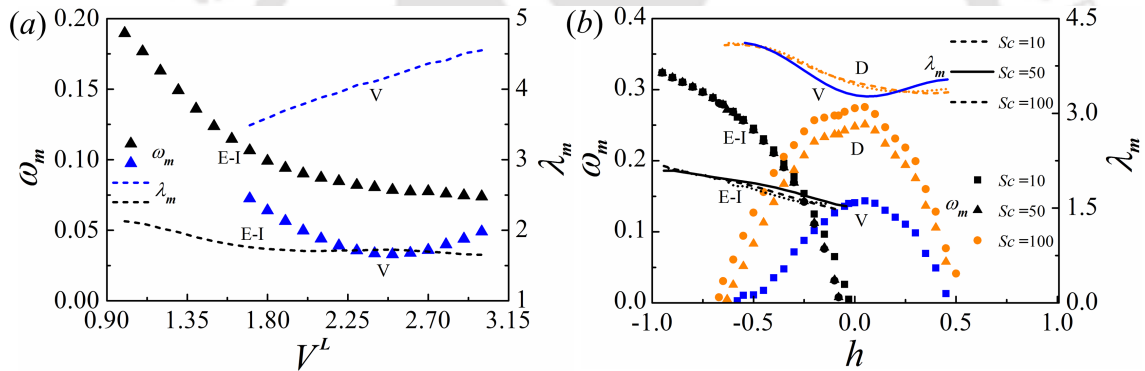 (a)
ω_m
0.20
0.15
0.10
0.05
0.00
0.90 1.35 1.80 2.25 2.70 3.15
V^L
5
4
3
2
1
λ_m
V
E-I
ω_m
λ_m
E-I
V
(b)
ω_m
0.4
0.3
0.2
0.1
0.0
-1.0 -0.5 0.0 0.5 1.0
h
4.5
3.0
1.5
0.0
λ_m
Sc =10
Sc =50
Sc =100
D
λ_m
V
E-I
D
E-I
V
ω_m
Sc =10
Sc =50
Sc =100